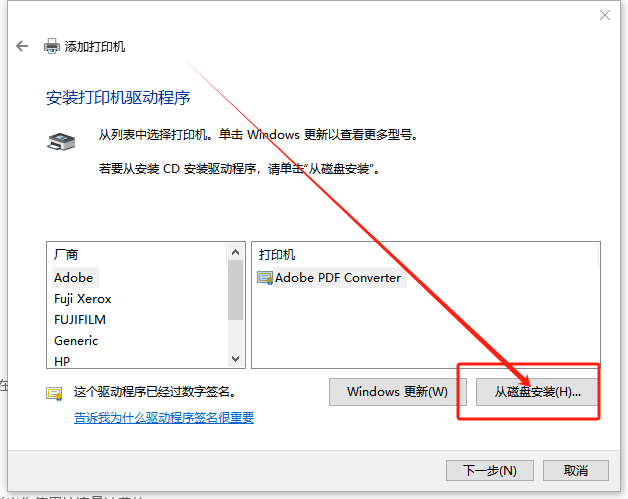 添加打印机
安装打印机驱动程序
从列表中选择打印机。单击 Windows 更新以查看更多型号。
若要从安装 CD 安装驱动程序，请单击“从磁盘安装”。
厂商
Adobe
Fuji Xerox
FUJIFILM
Generic
HP
打印机
Adobe PDF Converter
在
这个驱动程序已经过数字签名。
告诉我为什么驱动程序签名很重要
Windows 更新(W)
从磁盘安装(H)...
下一步(N)
取消